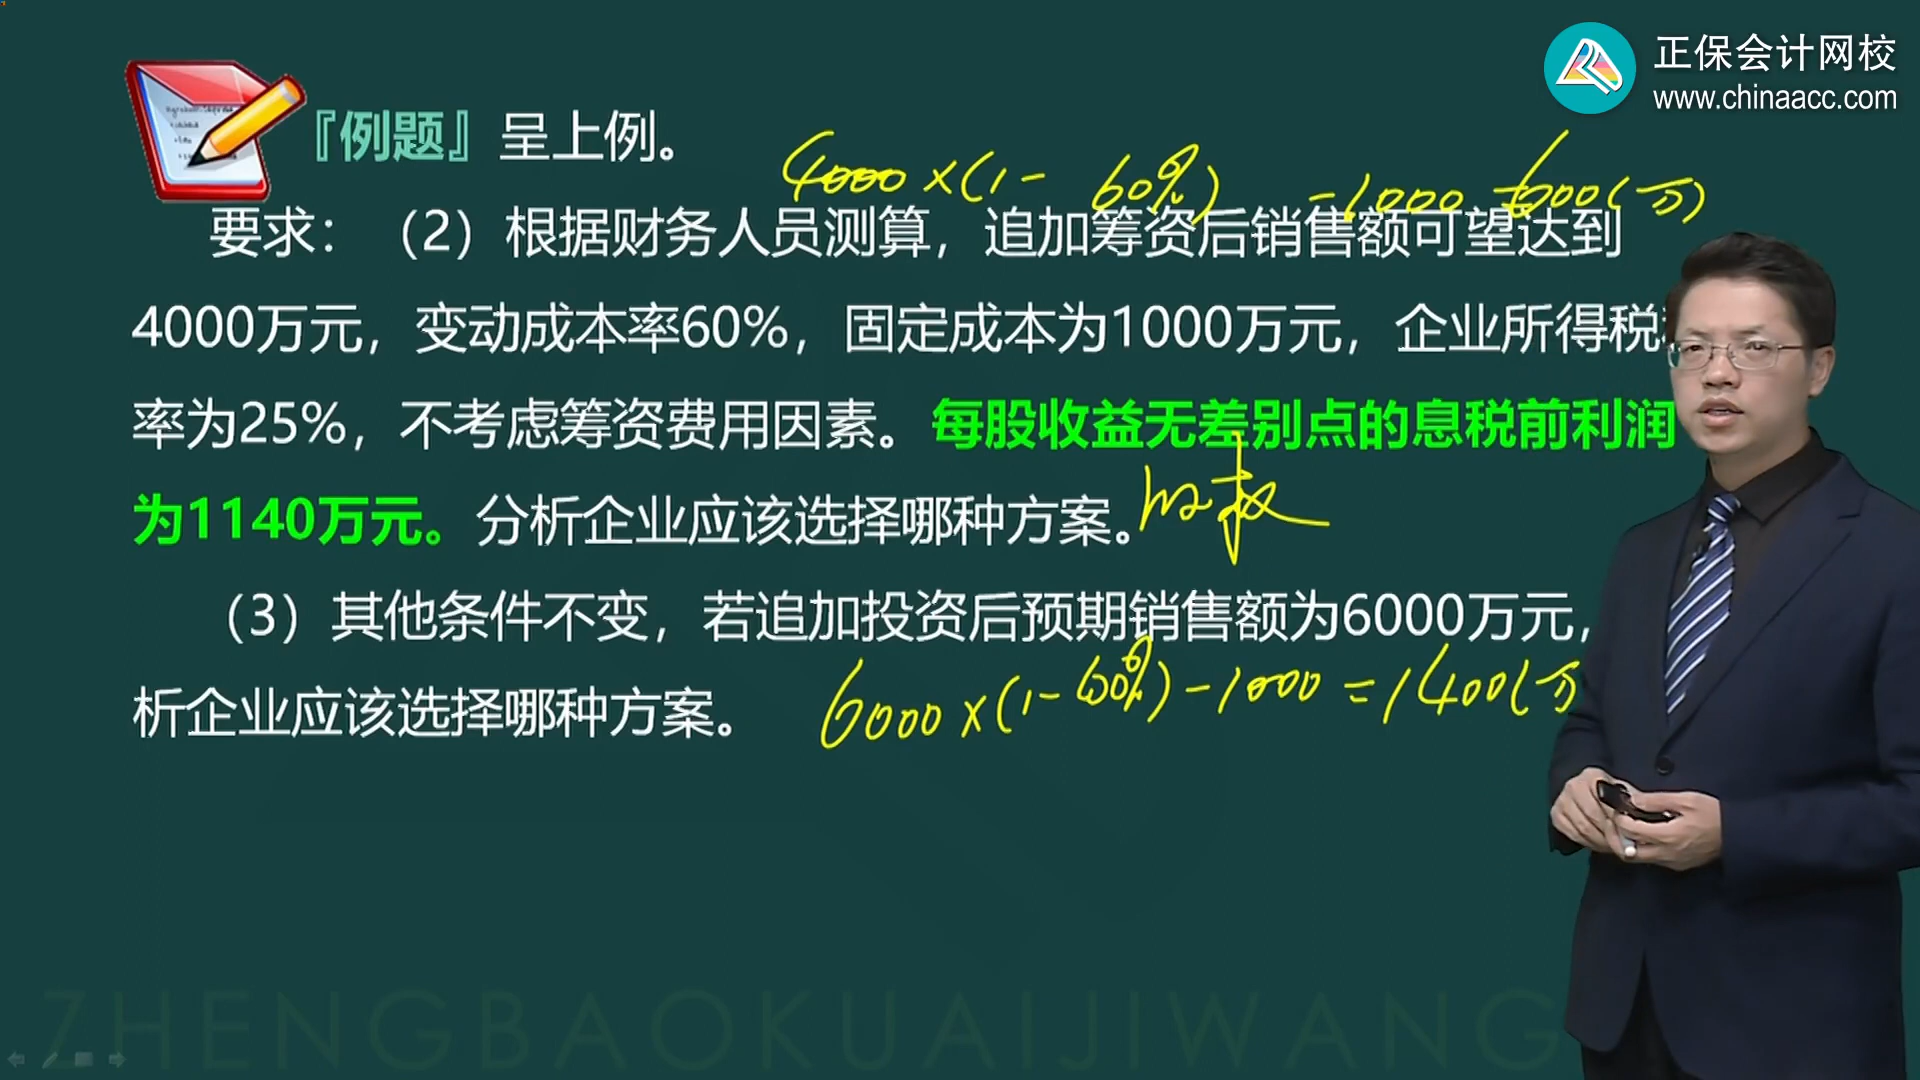 正保会计网校
www.chinaacc.com
『例题』呈上例。
4000×(1-60%)-1000=600(万)
要求：（2）根据财务人员测算，追加筹资后销售额可望达到
4000万元，变动成本率60%，固定成本为1000万元，企业所得税
率为25%，不考虑筹资费用因素。每股收益无差别点的息税前利润
为1140万元。分析企业应该选择哪种方案。
股权
（3）其他条件不变，若追加投资后预期销售额为6000万元，
析企业应该选择哪种方案。
6000×(1-60%)-1000=1400(万
ZHENGBAOKUAIJIWANG